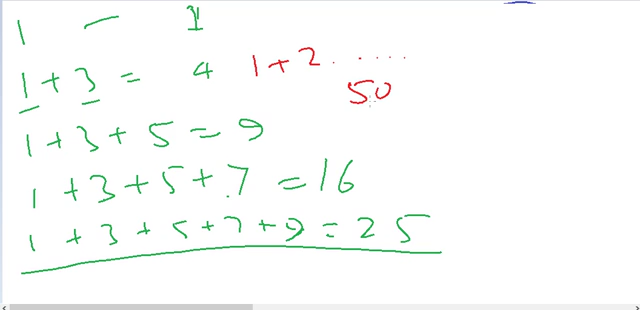 1 — 1
1 + 3 = 4 1 + 2 ......
50
1 + 3 + 5 = 9
1 + 3 + 5 + 7 = 16
1 + 3 + 5 + 7 + 9 = 25